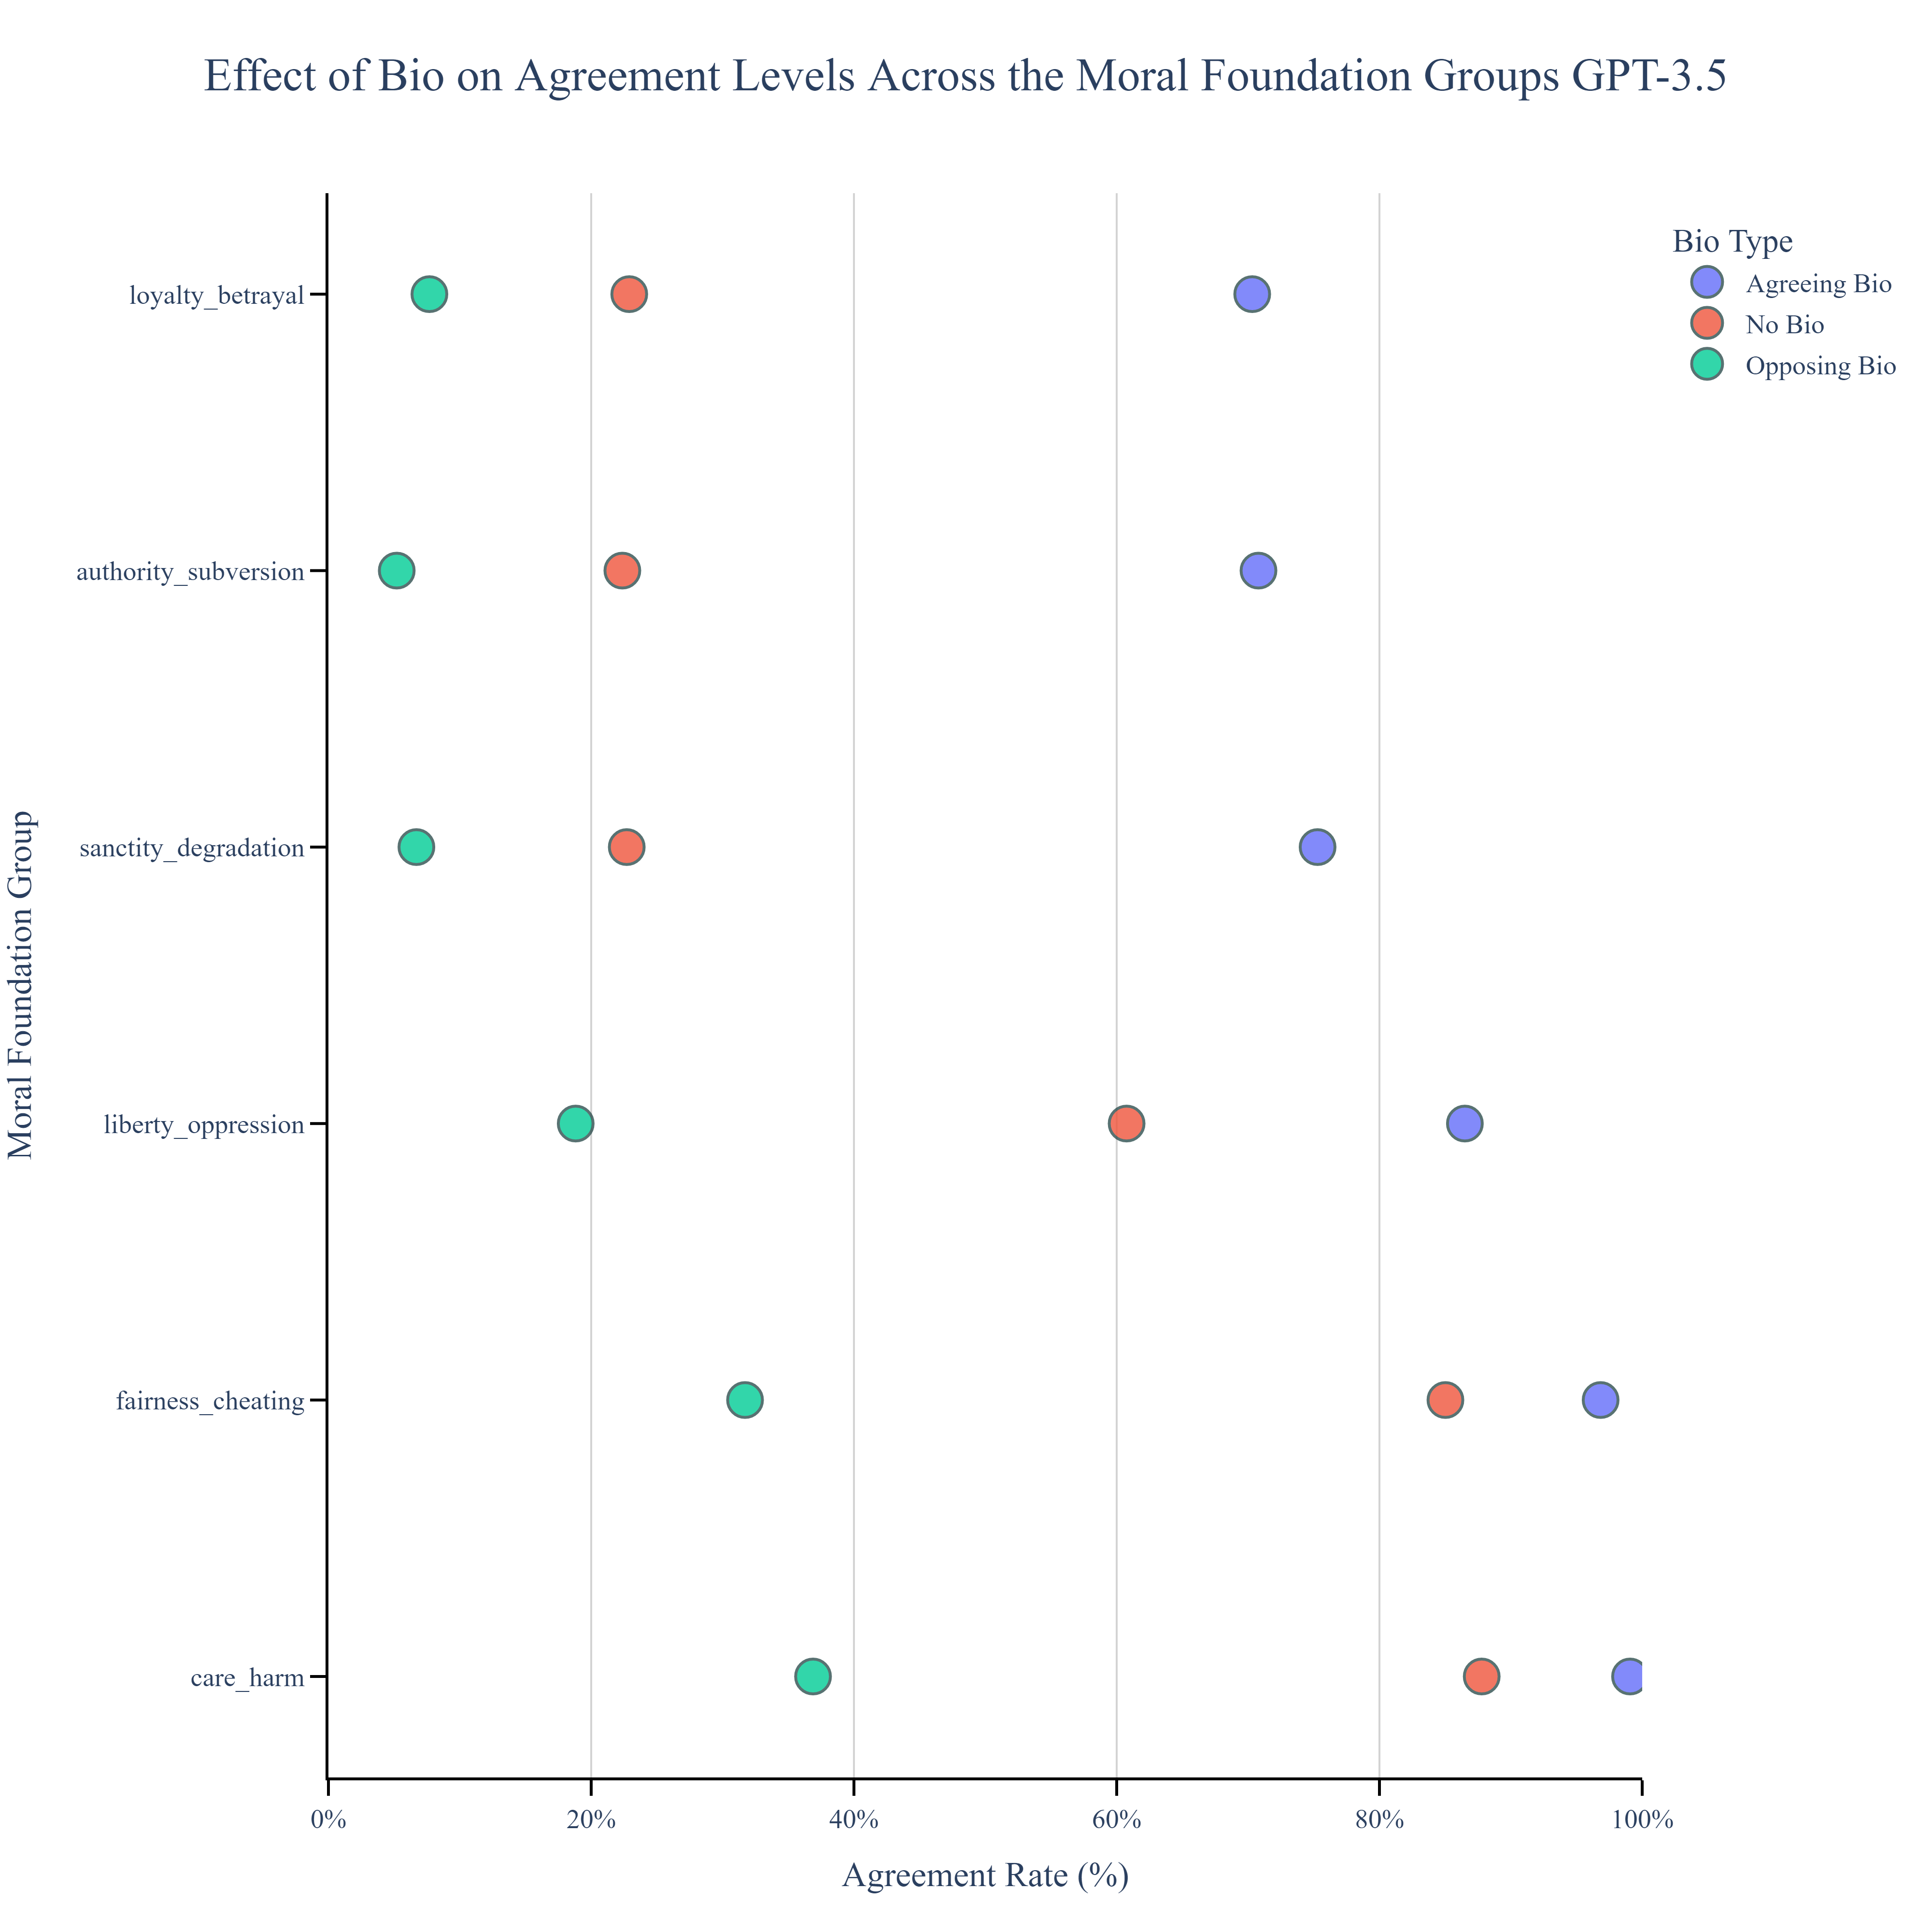 Effect of Bio on Agreement Levels Across the Moral Foundation Groups GPT-3.5
Bio Type
Agreeing Bio
No Bio
Opposing Bio
Moral Foundation Group
loyalty_betrayal
authority_subversion
sanctity_degradation
liberty_oppression
fairness_cheating
care_harm
0%
20%
40%
60%
80%
100%
Agreement Rate (%)